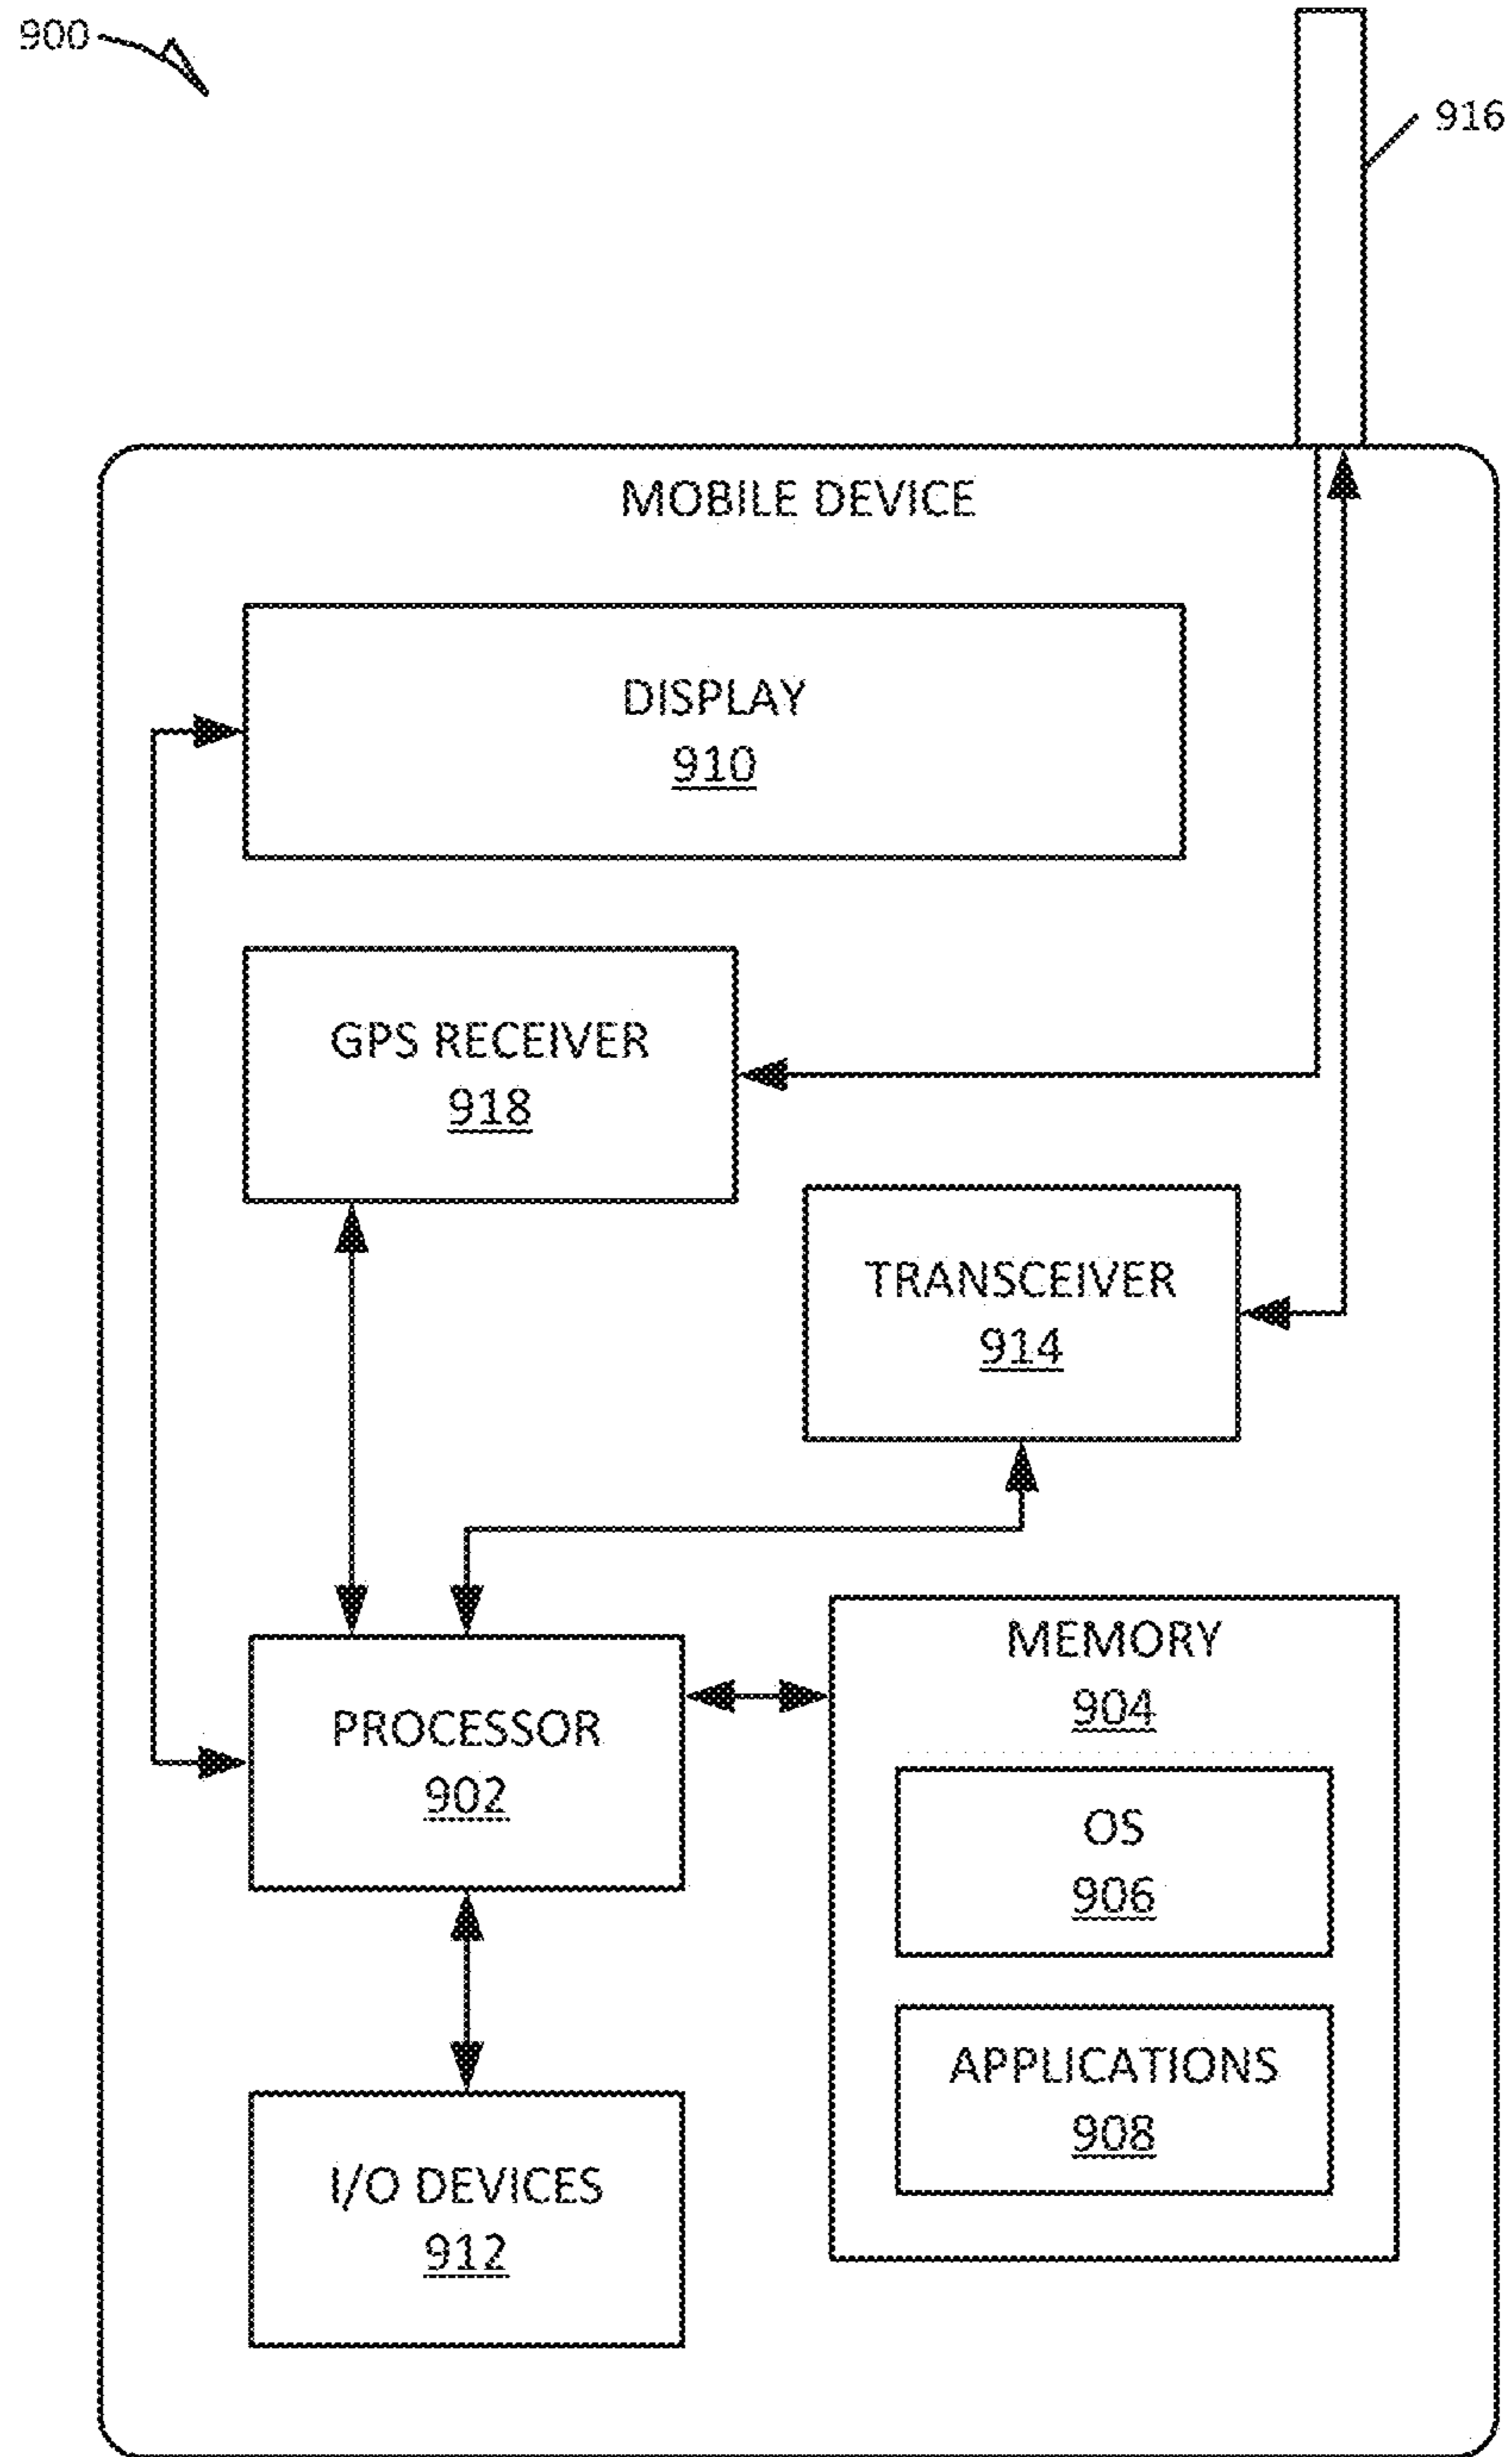 900
916
MOBILE DEVICE
DISPLAY
910
GPS RECEIVER
918
TRANSCEIVER
914
MEMORY
904
PROCESSOR
902
OS
906
APPLICATIONS
908
I/O DEVICES
912